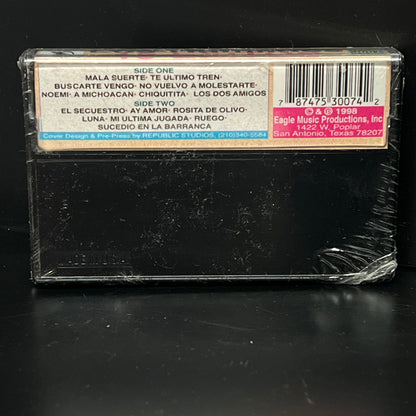 SIDE ONE
MALA SUERTE· TE ULTIMO TREN·
BUSCARTE VENGO· NO VUELVO A MOLESTARTE·
NOEMI· A MICHOACAN· CHIQUITITA· LOS DOS AMIGOS
SIDE TWO
EL SECUESTRO· AY AMOR· ROSITA DE OLIVO·
LUNA· MI ULTIMA JUGADA· RUEGO·
SUCEDIO EN LA BARRANCA
Cover Design & Pre-Press by REPUBLIC STUDIOS, (210)340-5584
7 87475 30074 2
© & ℗ 1998
Eagle Music Productions, Inc
1422 W. Poplar
San Antonio, Texas 78207